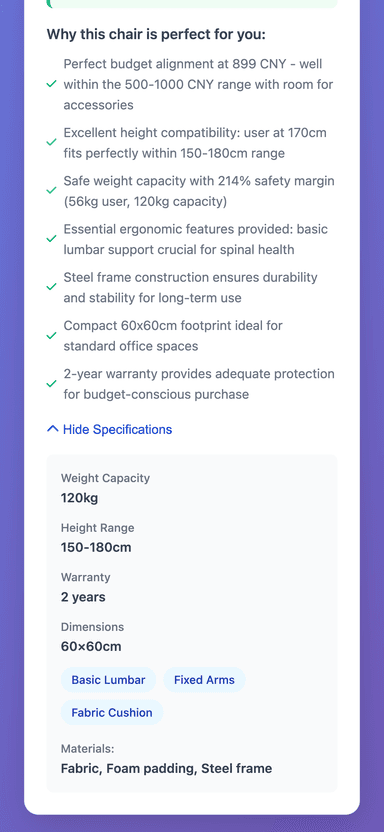 Why this chair is perfect for you:
Perfect budget alignment at 899 CNY - well
within the 500-1000 CNY range with room for
accessories
Excellent height compatibility: user at 170cm
fits perfectly within 150-180cm range
Safe weight capacity with 214% safety margin
(56kg user, 120kg capacity)
Essential ergonomic features provided: basic
lumbar support crucial for spinal health
Steel frame construction ensures durability
and stability for long-term use
Compact 60x60cm footprint ideal for
standard office spaces
2-year warranty provides adequate protection
for budget-conscious purchase
Hide Specifications
Weight Capacity
120kg
Height Range
150-180cm
Warranty
2 years
Dimensions
60×60cm
Basic Lumbar
Fixed Arms
Fabric Cushion
Materials:
Fabric, Foam padding, Steel frame